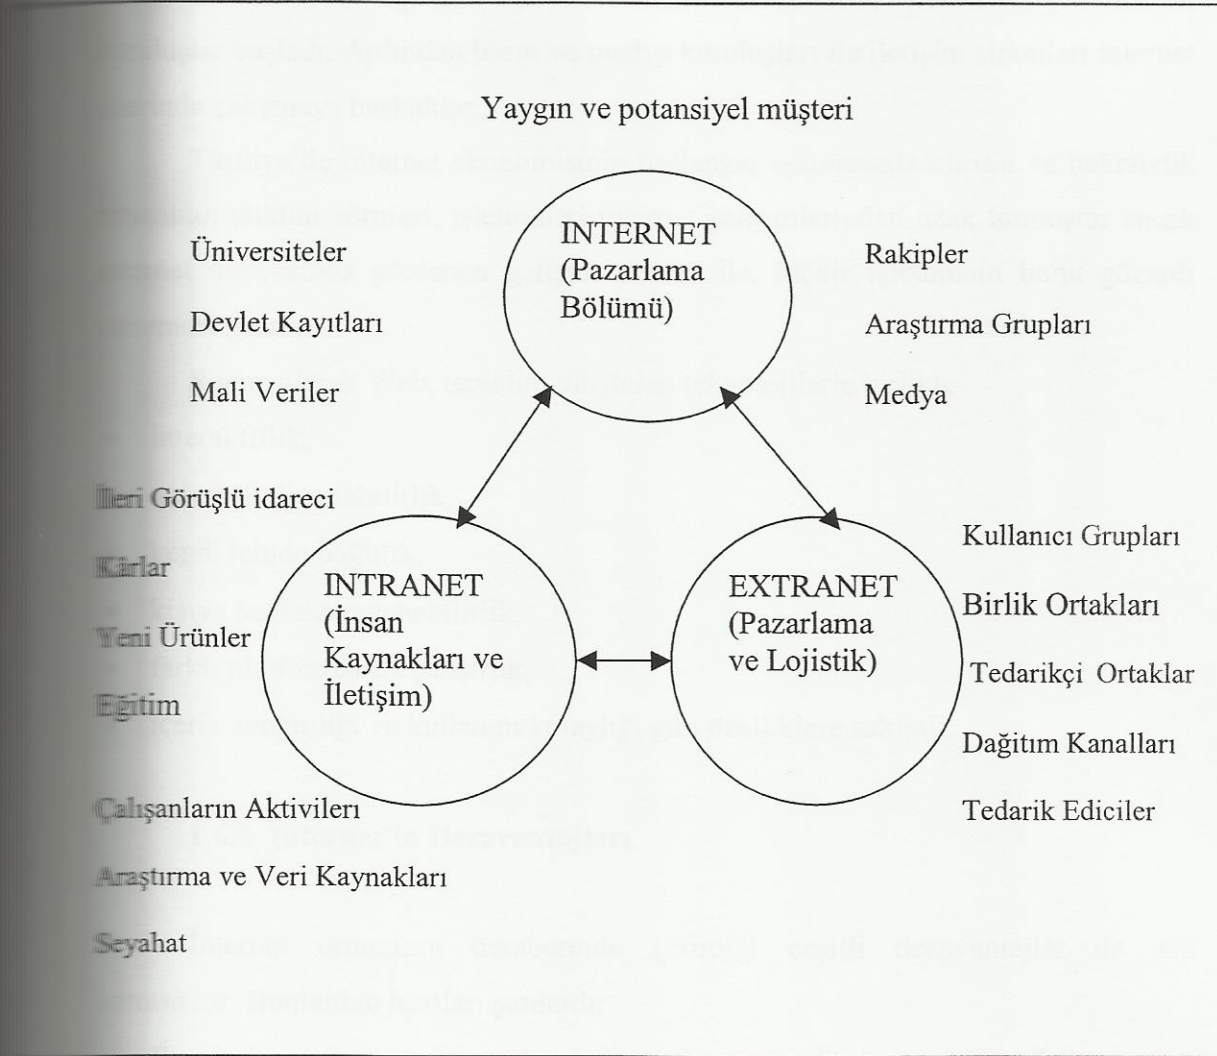 Yaygın ve potansiyel müşteri
Üniversiteler
Devlet Kayıtları
Mali Veriler
INTERNET
(Pazarlama
Bölümü)
Rakipler
Araştırma Grupları
Medya
İleri Görüşlü idareci
Kârlar
Yeni Ürünler
Eğitim
INTRANET
(İnsan
Kaynakları ve
İletişim)
EXTRANET
(Pazarlama
ve Lojistik)
Kullanıcı Grupları
Birlik Ortakları
Tedarikçi Ortaklar
Dağıtım Kanalları
Tedarik Ediciler
Çalışanların Aktivileri
Araştırma ve Veri Kaynakları
Seyahat